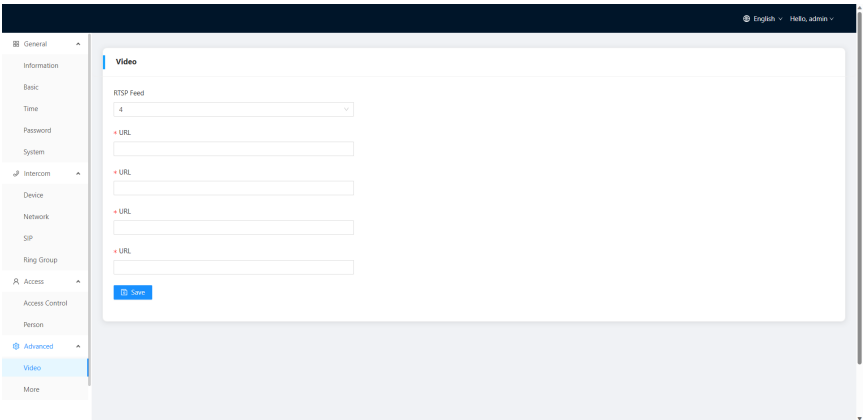 English
Hello, admin
General
Information
Basic
Time
Password
System
Intercom
Device
Network
SIP
Ring Group
Access
Access Control
Person
Advanced
Video
More
Video
RTSP Feed
4
* URL
* URL
* URL
* URL
Save